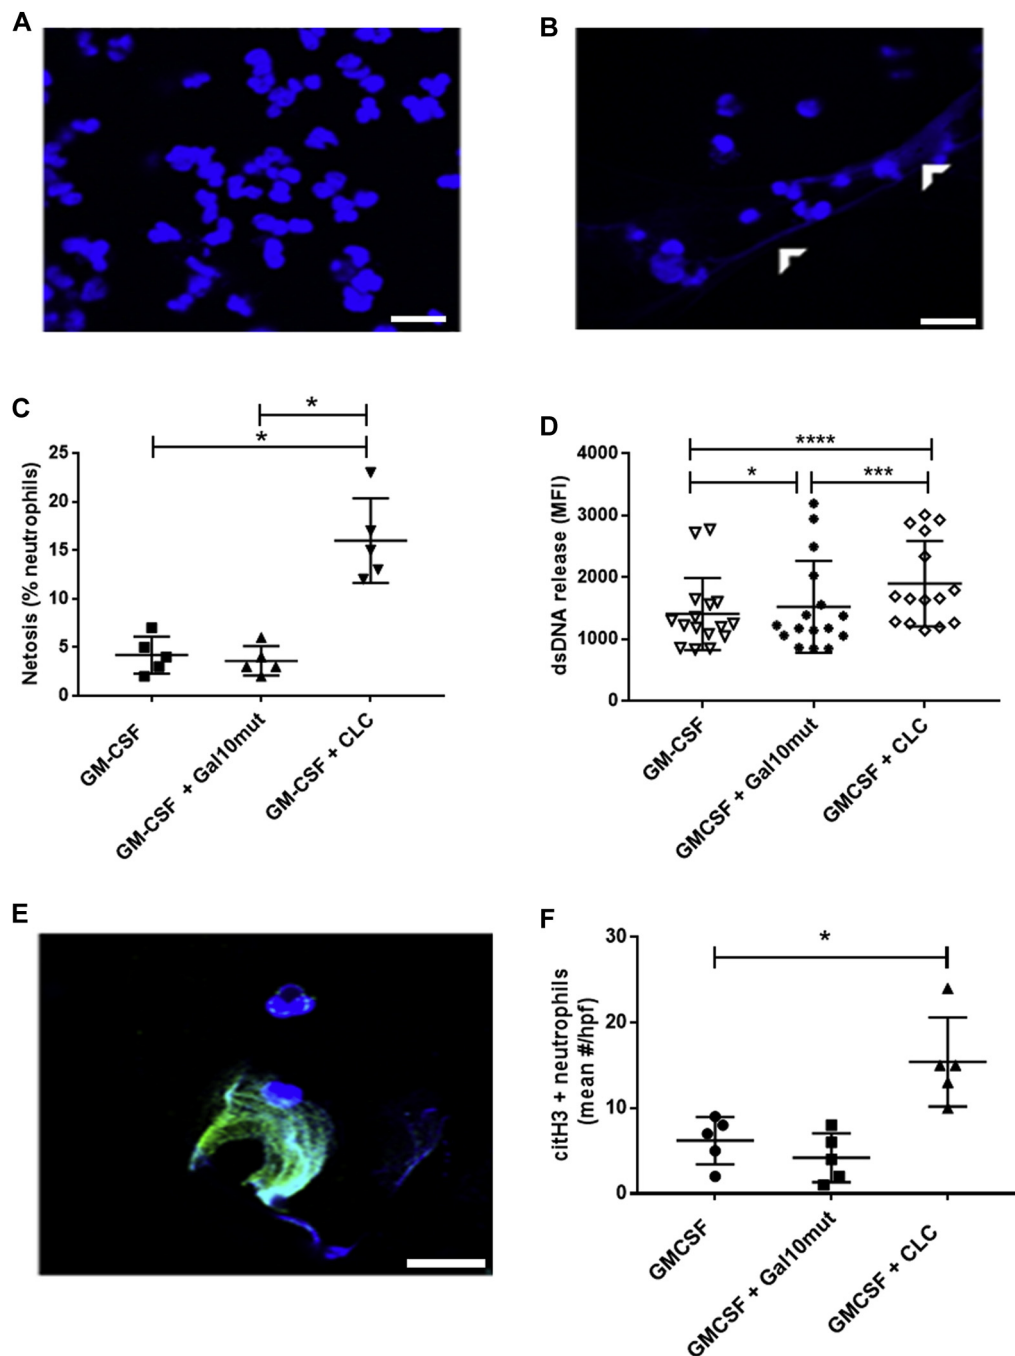 A
B
C
*
*
Netosis (% neutrophils)
25
20
15
10
5
0
GM-CSF
GM-CSF + Gal10mut
GM-CSF + CLC
D
****
*
***
dsDNA release (MFI)
4000
3000
2000
1000
0
GM-CSF
GMCSF + Gal10mut
GMCSF + CLC
E
F
*
citH3 + neutrophils
(mean #/hpf)
30
20
10
0
GMCSF
GMCSF + Gal10mut
GMCSF + CLC